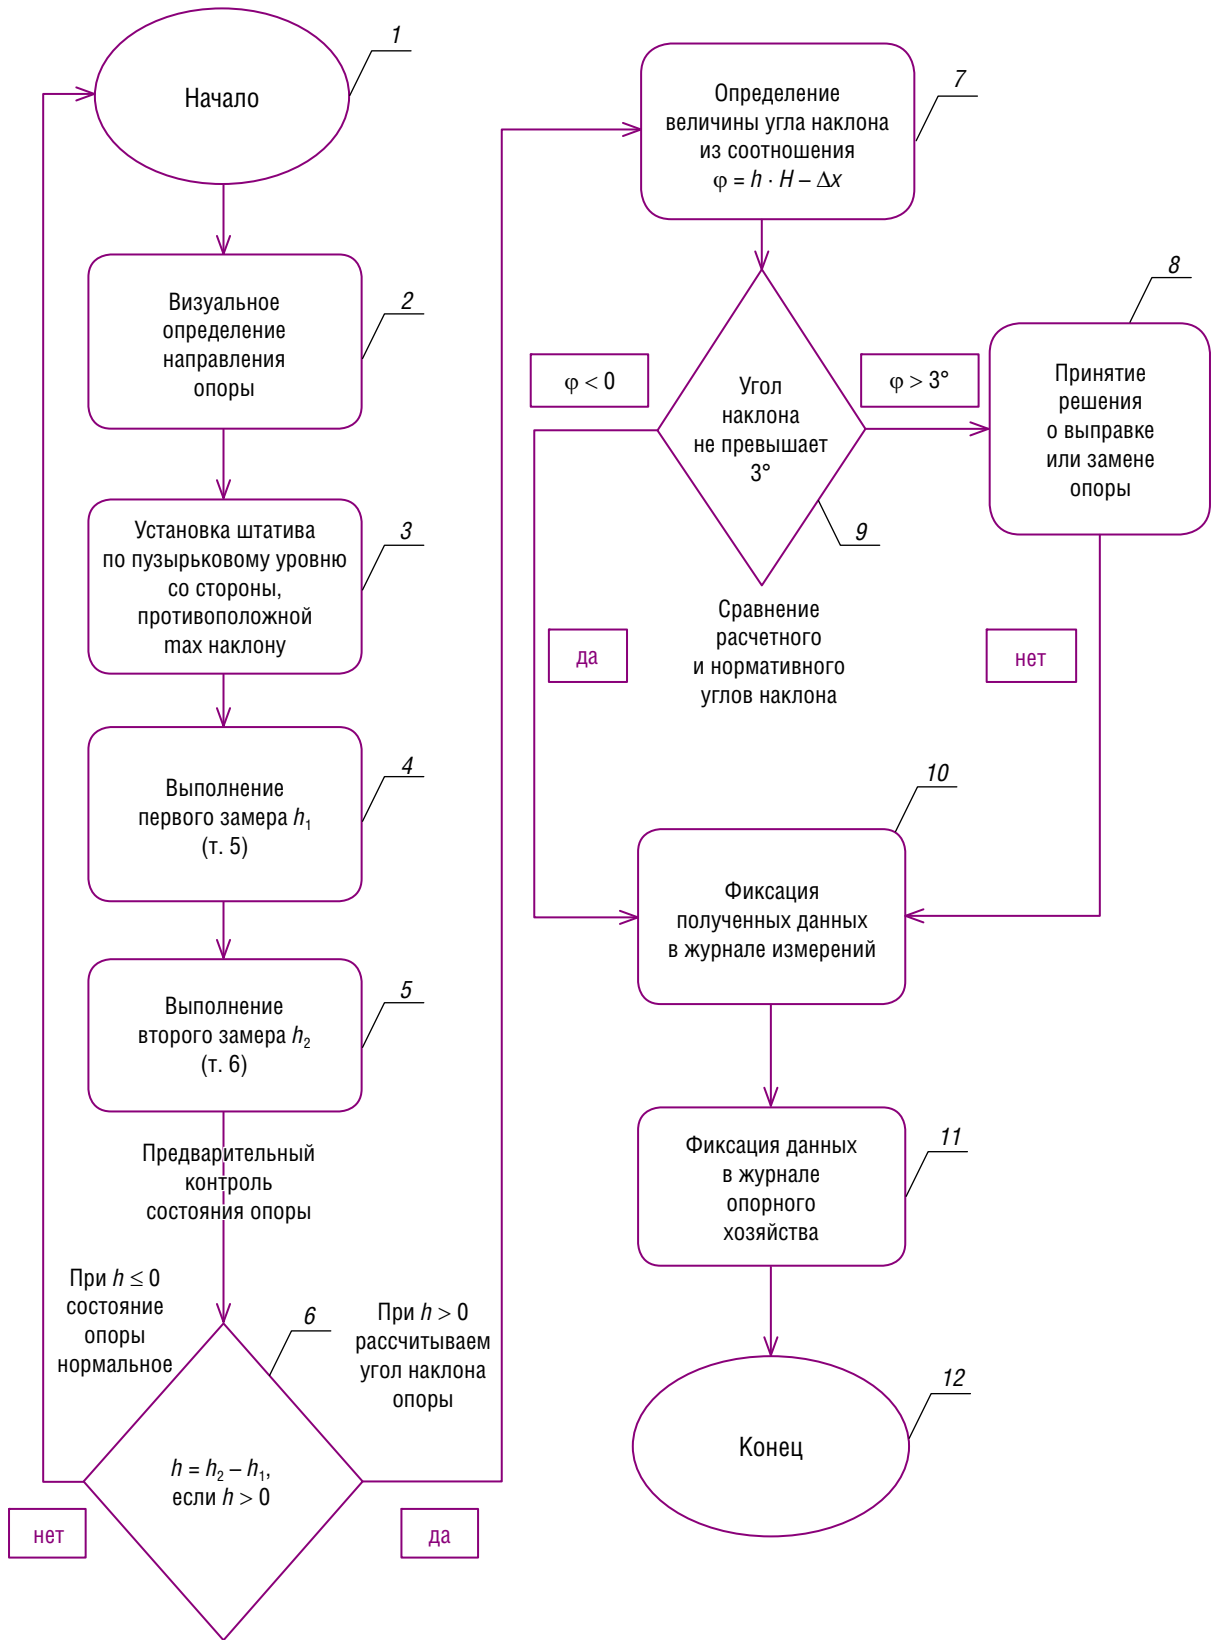 1
Начало
2
Визуальное
определение
направления
опоры
3
Установка штатива
по пузырьковому уровню
со стороны,
противоположной
max наклону
4
Выполнение
первого замера h₁
(т. 5)
5
Выполнение
второго замера h₂
(т. 6)
Предварительный
контроль
состояния опоры
При h ≤ 0
состояние
опоры
нормальное
6
При h > 0
рассчитываем
угол наклона
опоры
h = h₂ – h₁,
если h > 0
нет
да
7
Определение
величины угла наклона
из соотношения
φ = h · H – Δx
8
φ < 0
φ > 3°
Угол
наклона
не превышает
3°
Принятие
решения
о выправке
или замене
опоры
9
Сравнение
расчетного
и нормативного
углов наклона
да
нет
10
Фиксация
полученных данных
в журнале измерений
11
Фиксация данных
в журнале
опорного
хозяйства
12
Конец